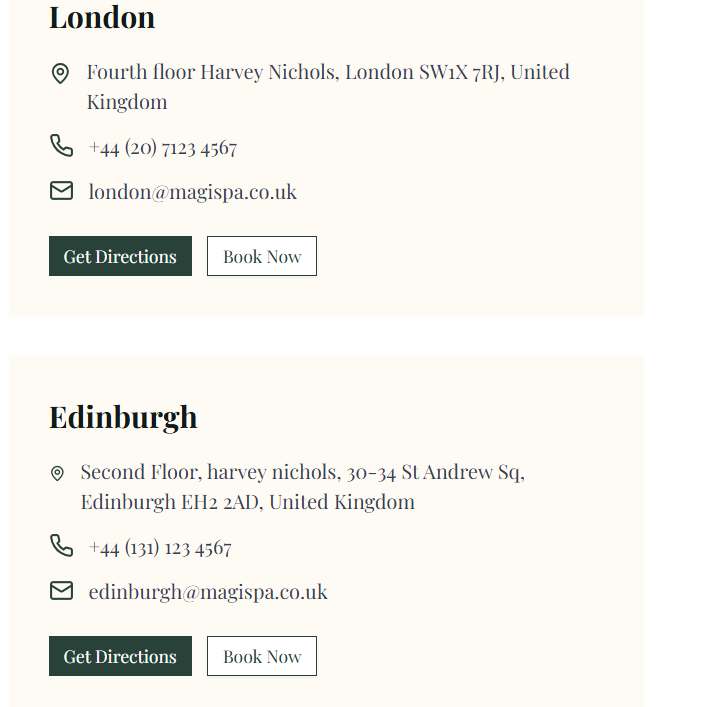 London
Fourth floor Harvey Nichols, London SW1X 7RJ, United
Kingdom
+44 (20) 7123 4567
london@magispa.co.uk
Get Directions
Book Now
Edinburgh
Second Floor, harvey nichols, 30-34 St Andrew Sq,
Edinburgh EH2 2AD, United Kingdom
+44 (131) 123 4567
edinburgh@magispa.co.uk
Get Directions
Book Now